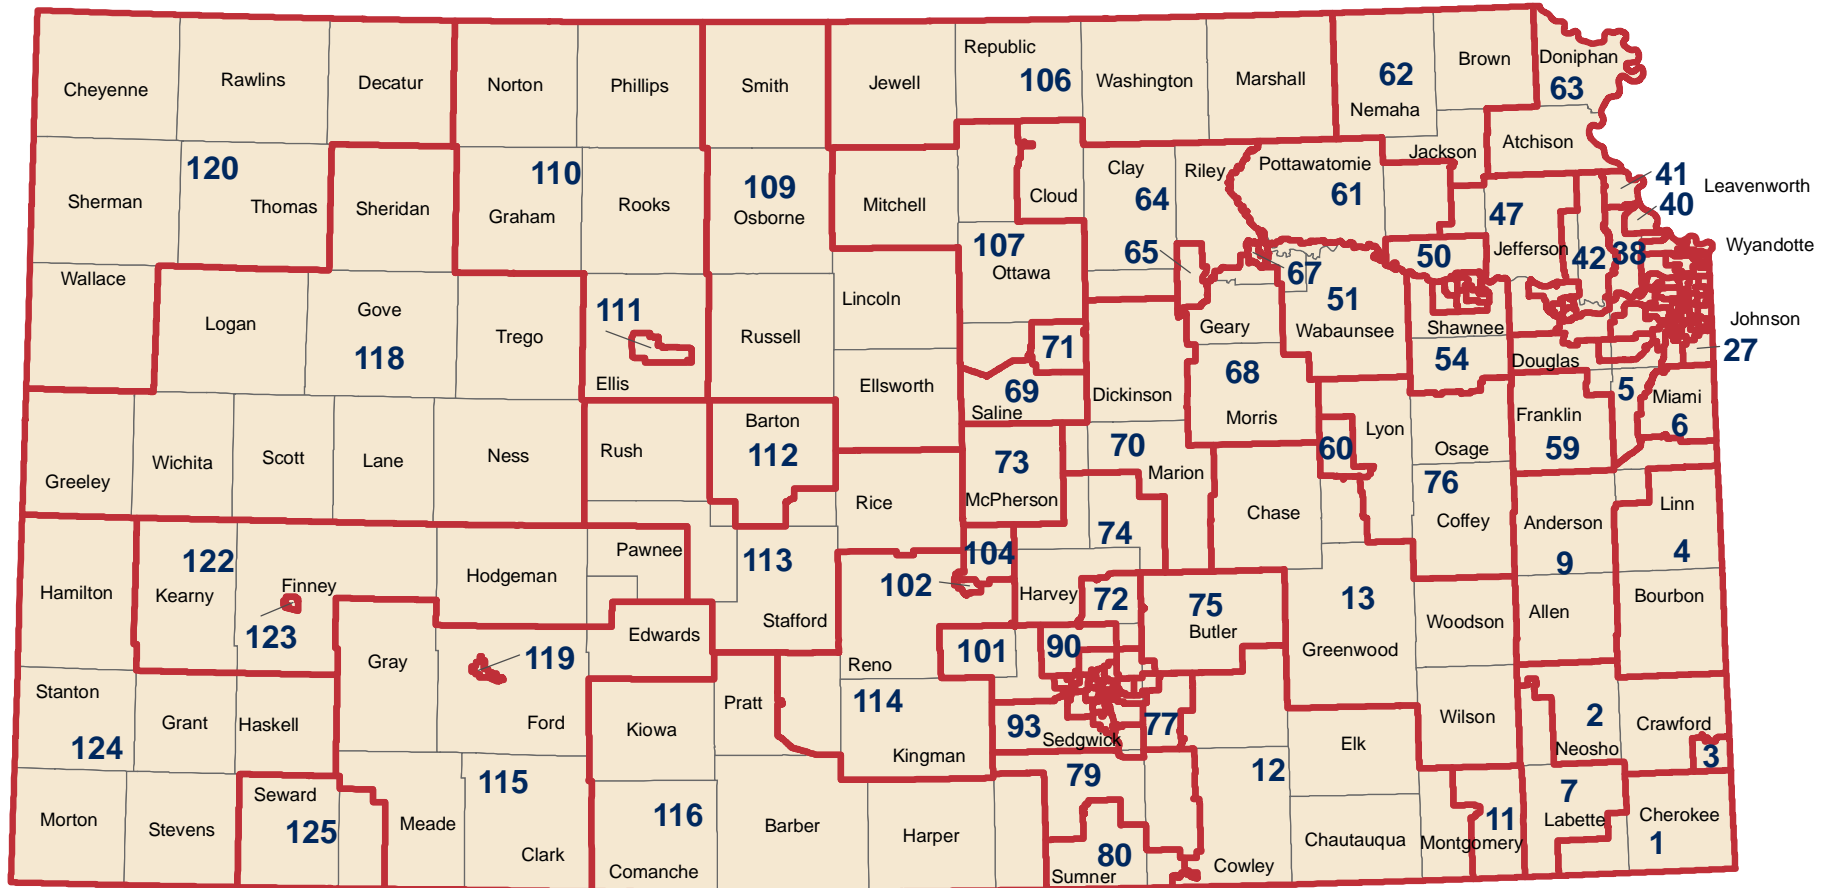 Republic
106
Washington
Marshall
62
Nemaha
Brown
Doniphan
63
Cheyenne
Rawlins
Decatur
Norton
Phillips
Smith
Jewell
120
110
109
Clay
64
Riley
Pottawatomie
61
Jackson
Atchison
41
Leavenworth
40
Sherman
Thomas
Sheridan
Graham
Rooks
Osborne
Mitchell
Cloud
47
107
Ottawa
65
67
50
Jefferson
42
38
Wyandotte
Wallace
Logan
Gove
118
Trego
111
Ellis
Russell
Lincoln
Geary
51
Wabaunsee
Shawnee
54
Johnson
27
71
69
Saline
Ellsworth
Dickinson
68
Morris
Douglas
5
Miami
6
Greeley
Wichita
Scott
Lane
Ness
Rush
Barton
112
Rice
73
McPherson
70
Marion
60
Lyon
Osage
76
Coffey
Franklin
59
Linn
Hamilton
122
Kearny
Finney
123
Hodgeman
Pawnee
113
Stafford
104
102
74
Harvey
72
Chase
Anderson
9
4
Bourbon
Allen
Woodson
Gray
119
Ford
Edwards
Reno
101
90
75
Butler
13
Greenwood
Stanton
124
Grant
Haskell
Kiowa
Pratt
114
Kingman
93
Sedgwick
77
Elk
Wilson
2
Neosho
Crawford
3
Morton
Stevens
Seward
125
Meade
115
Clark
116
Comanche
Barber
Harper
79
80
Sumner
12
Cowley
Chautauqua
11
Montgomery
7
Labette
Cherokee
1